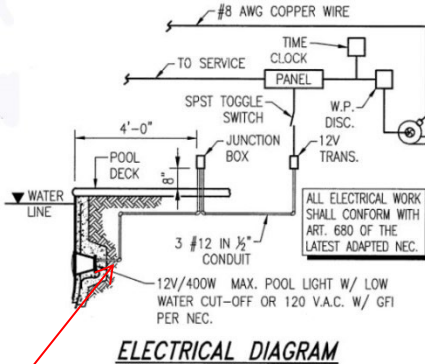 #8 AWG COPPER WIRE
TIME
CLOCK
TO SERVICE
PANEL
SPST TOGGLE
SWITCH
W.P.
DISC.
4'-0"
JUNCTION
BOX
12V
TRANS.
POOL
DECK
8"
WATER
LINE
ALL ELECTRICAL WORK
SHALL CONFORM WITH
ART. 680 OF THE
LATEST ADAPTED NEC.
3 #12 IN ½"
CONDUIT
12V/400W MAX. POOL LIGHT W/ LOW
WATER CUT-OFF OR 120 V.A.C. W/ GFI
PER NEC.
ELECTRICAL DIAGRAM